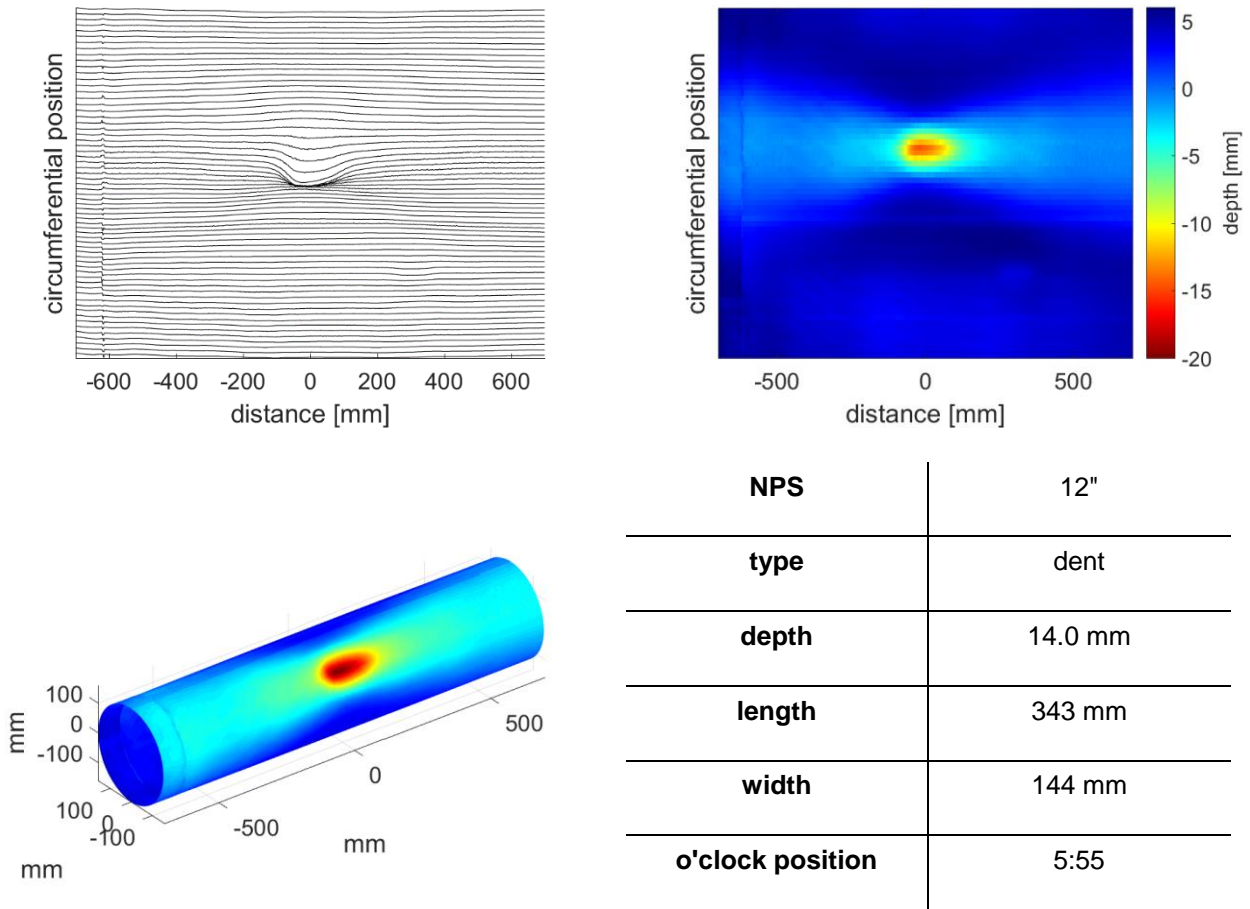 circumferential position
-600 -400 -200 0 200 400 600
distance [mm]
circumferential position
-500 0 500
distance [mm]
5
0
-5
-10
-15
-20
depth [mm]
100
0
-100
mm
100
0
-100
mm
-500
0
500
mm
NPS 12"
type dent
depth 14.0 mm
length 343 mm
width 144 mm
o'clock position 5:55